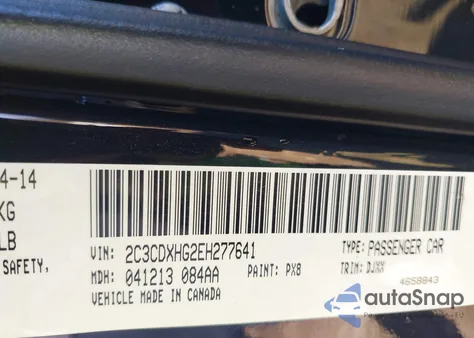 4-14
KG
LB
SAFETY,
VIN: 2C3CDXHG2EH277641
TYPE: PASSENGER CAR
MDH: 041213 084AA
PAINT: PX8
TRIM: DJXX
VEHICLE MADE IN CANADA
4658843
autoSnap